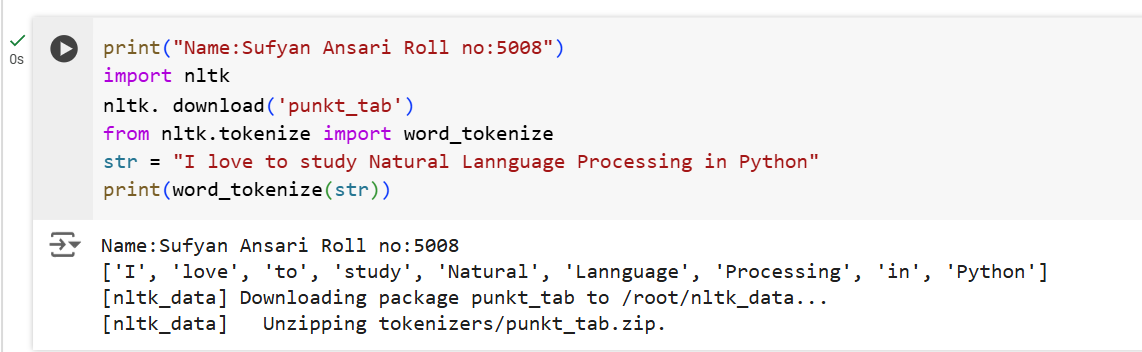 print("Name:Sufyan Ansari Roll no:5008")
0s
import nltk
nltk. download('punkt_tab')
from nltk.tokenize import word_tokenize
str = "I love to study Natural Lannguage Processing in Python"
print(word_tokenize(str))
Name:Sufyan Ansari Roll no:5008
['I', 'love', 'to', 'study', 'Natural', 'Lannguage', 'Processing', 'in', 'Python']
[nltk_data] Downloading package punkt_tab to /root/nltk_data...
[nltk_data]   Unzipping tokenizers/punkt_tab.zip.